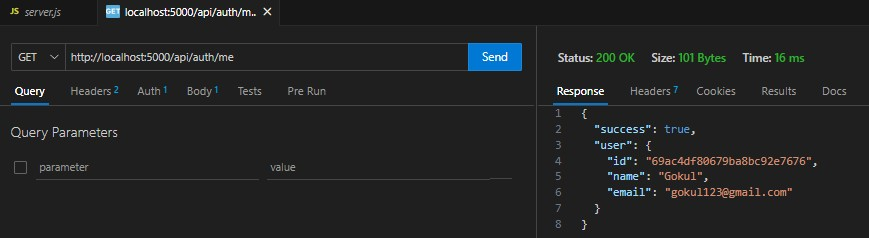 JS server.js GET localhost:5000/api/auth/m.. ×
GET http://localhost:5000/api/auth/me Send
Query Headers 2 Auth 1 Body 1 Tests Pre Run
Query Parameters
parameter value
Status: 200 OK Size: 101 Bytes Time: 16 ms
Response Headers 7 Cookies Results Docs
1 {
2 "success": true,
3 "user": {
4 "id": "69ac4df80679ba8bc92e7676",
5 "name": "Gokul",
6 "email": "gokul123@gmail.com"
7 }
8 }